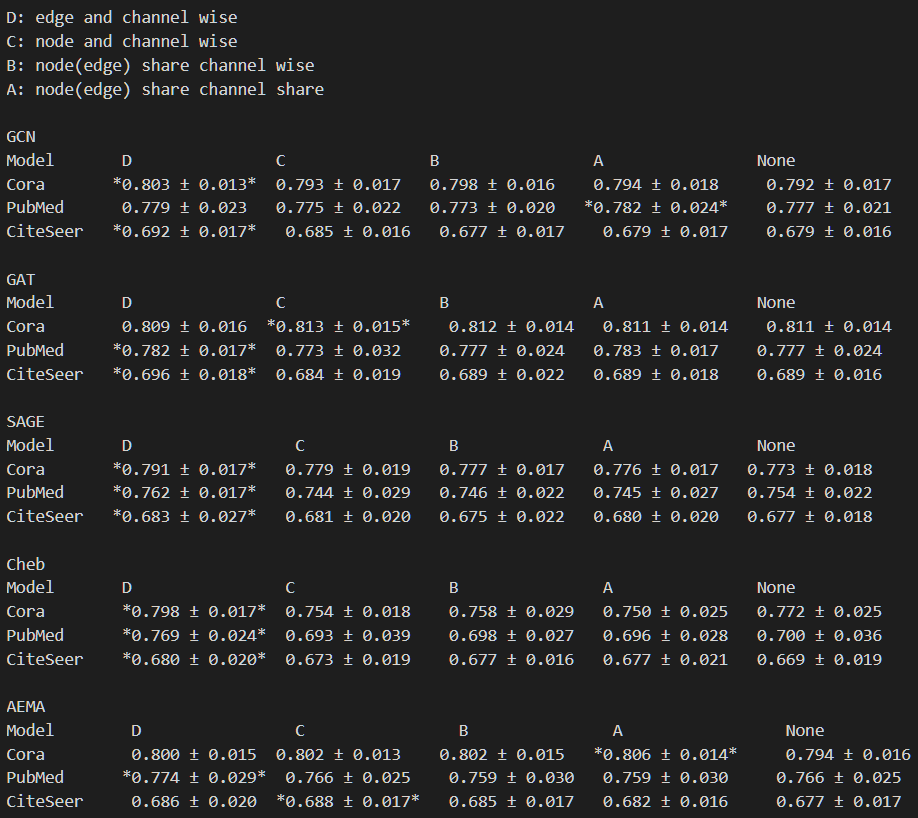 D: edge and channel wise
C: node and channel wise
B: node(edge) share channel wise
A: node(edge) share channel share

GCN
Model D C B A None
Cora *0.803 ± 0.013* 0.793 ± 0.017 0.798 ± 0.016 0.794 ± 0.018 0.792 ± 0.017
PubMed 0.779 ± 0.023 0.775 ± 0.022 0.773 ± 0.020 *0.782 ± 0.024* 0.777 ± 0.021
CiteSeer *0.692 ± 0.017* 0.685 ± 0.016 0.677 ± 0.017 0.679 ± 0.017 0.679 ± 0.016

GAT
Model D C B A None
Cora 0.809 ± 0.016 *0.813 ± 0.015* 0.812 ± 0.014 0.811 ± 0.014 0.811 ± 0.014
PubMed *0.782 ± 0.017* 0.773 ± 0.032 0.777 ± 0.024 0.783 ± 0.017 0.777 ± 0.024
CiteSeer *0.696 ± 0.018* 0.684 ± 0.019 0.689 ± 0.022 0.689 ± 0.018 0.689 ± 0.016

SAGE
Model D C B A None
Cora *0.791 ± 0.017* 0.779 ± 0.019 0.777 ± 0.017 0.776 ± 0.017 0.773 ± 0.018
PubMed *0.762 ± 0.017* 0.744 ± 0.029 0.746 ± 0.022 0.745 ± 0.027 0.754 ± 0.022
CiteSeer *0.683 ± 0.027* 0.681 ± 0.020 0.675 ± 0.022 0.680 ± 0.020 0.677 ± 0.018

Cheb
Model D C B A None
Cora *0.798 ± 0.017* 0.754 ± 0.018 0.758 ± 0.029 0.750 ± 0.025 0.772 ± 0.025
PubMed *0.769 ± 0.024* 0.693 ± 0.039 0.698 ± 0.027 0.696 ± 0.028 0.700 ± 0.036
CiteSeer *0.680 ± 0.020* 0.673 ± 0.019 0.677 ± 0.016 0.677 ± 0.021 0.669 ± 0.019

AEMA
Model D C B A None
Cora 0.800 ± 0.015 0.802 ± 0.013 0.802 ± 0.015 *0.806 ± 0.014* 0.794 ± 0.016
PubMed *0.774 ± 0.029* 0.766 ± 0.025 0.759 ± 0.030 0.759 ± 0.030 0.766 ± 0.025
CiteSeer 0.686 ± 0.020 *0.688 ± 0.017* 0.685 ± 0.017 0.682 ± 0.016 0.677 ± 0.017